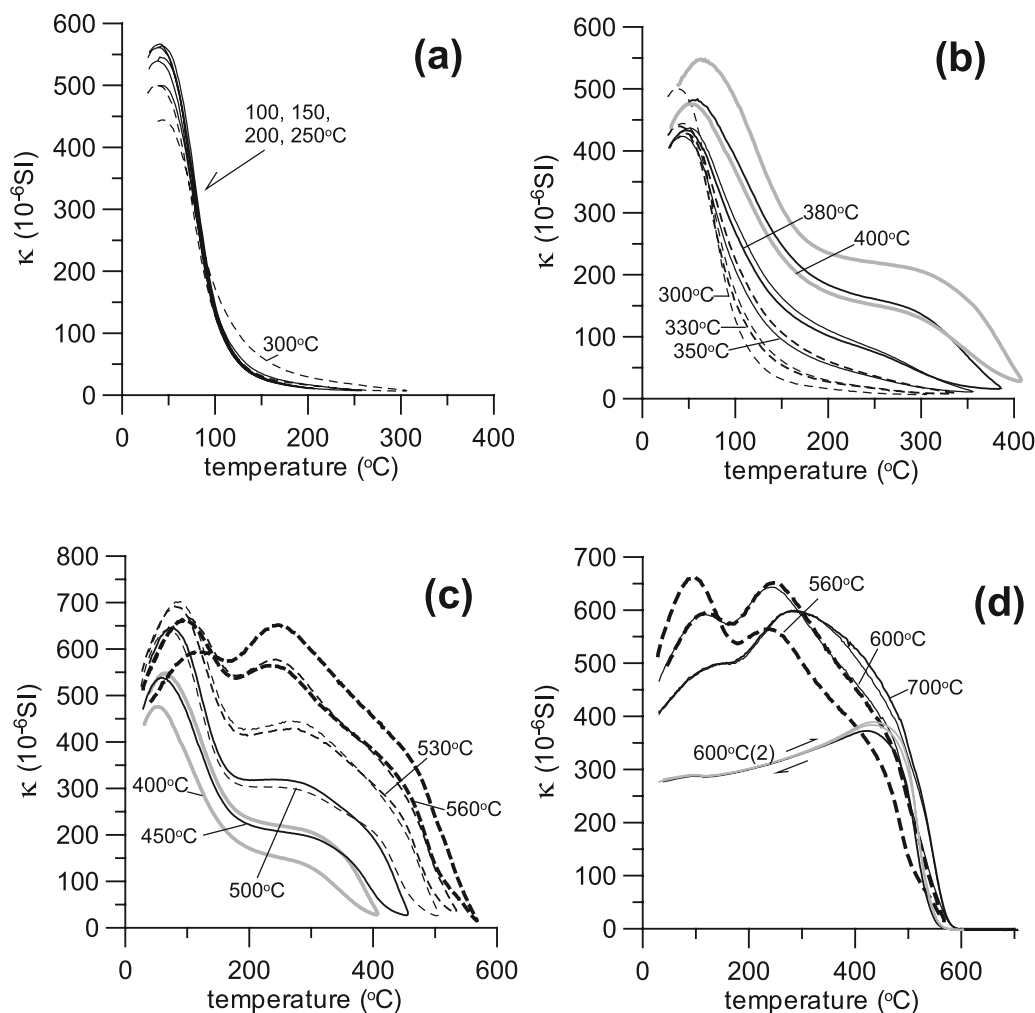 600
500
400
300
200
100
0
κ (10⁻⁶SI)
(a)
100, 150,
200, 250°C
300°C
0 100 200 300 400
temperature (°C)
600
500
400
300
200
100
0
κ (10⁻⁶SI)
(b)
380°C
400°C
300°C
330°C
350°C
0 100 200 300 400
temperature (°C)
800
700
600
500
400
300
200
100
0
κ (10⁻⁶SI)
(c)
530°C
560°C
400°C
450°C
500°C
0 200 400 600
temperature (°C)
700
600
500
400
300
200
100
0
κ (10⁻⁶SI)
(d)
560°C
600°C
700°C
600°C(2)
0 200 400 600
temperature (°C)